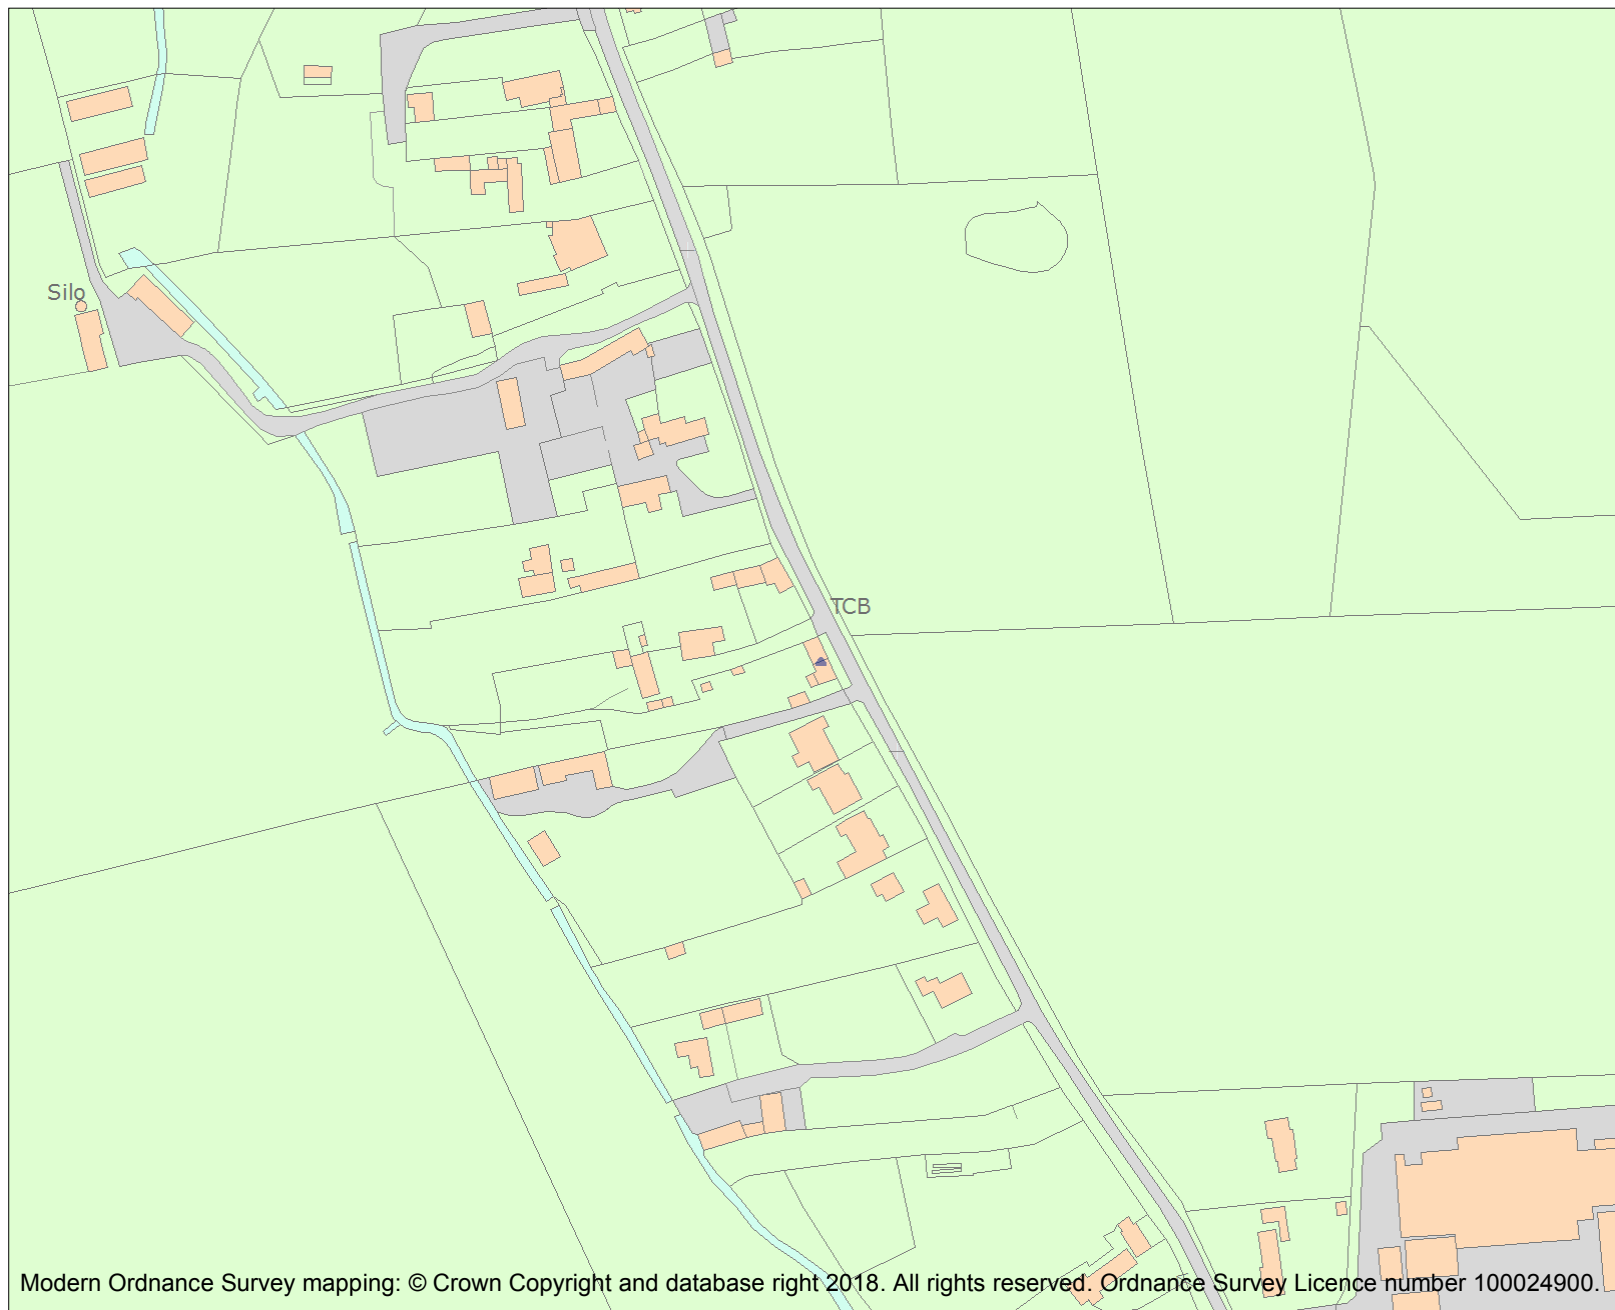 Silo
TCB
Modern Ordnance Survey mapping: © Crown Copyright and database right 2018. All rights reserved. Ordnance Survey Licence number 100024900.